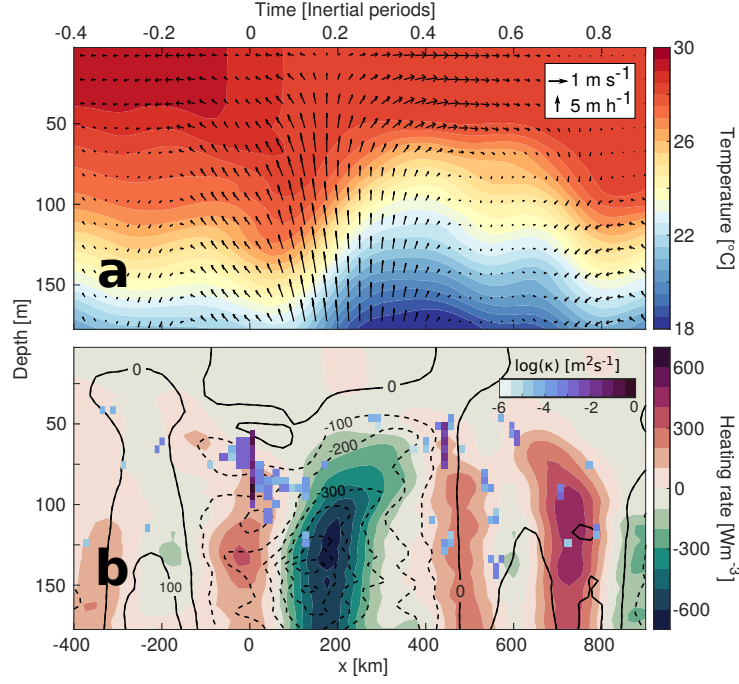 Time [Inertial periods]
-0.4 -0.2 0 0.2 0.4 0.6 0.8
1 m s-1
5 m h-1
50
100
150
a
Depth [m]
30
26
22
18
Temperature [°C]
0
0
log(κ) [m2s-1]
-6 -4 -2 0
-100
-200
-300
100
0
50
100
150
b
600
300
0
-300
-600
Heating rate [Wm-3]
-400 -200 0 200 400 600 800
x [km]